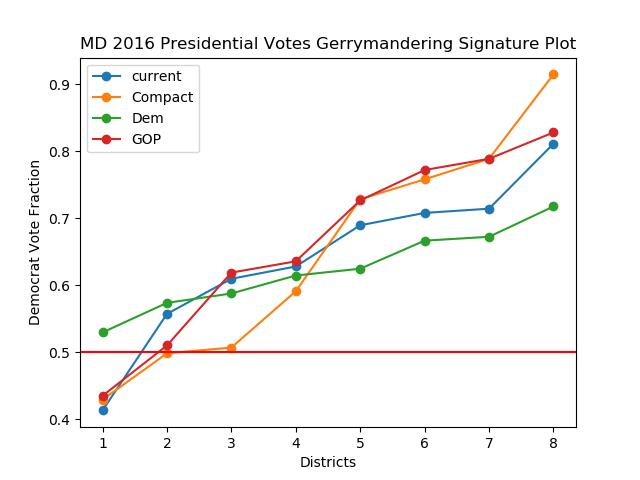 MD 2016 Presidential Votes Gerrymandering Signature Plot
current
Compact
Dem
GOP
0.9
0.8
0.7
0.6
0.5
0.4
Democrat Vote Fraction
1 2 3 4 5 6 7 8
Districts